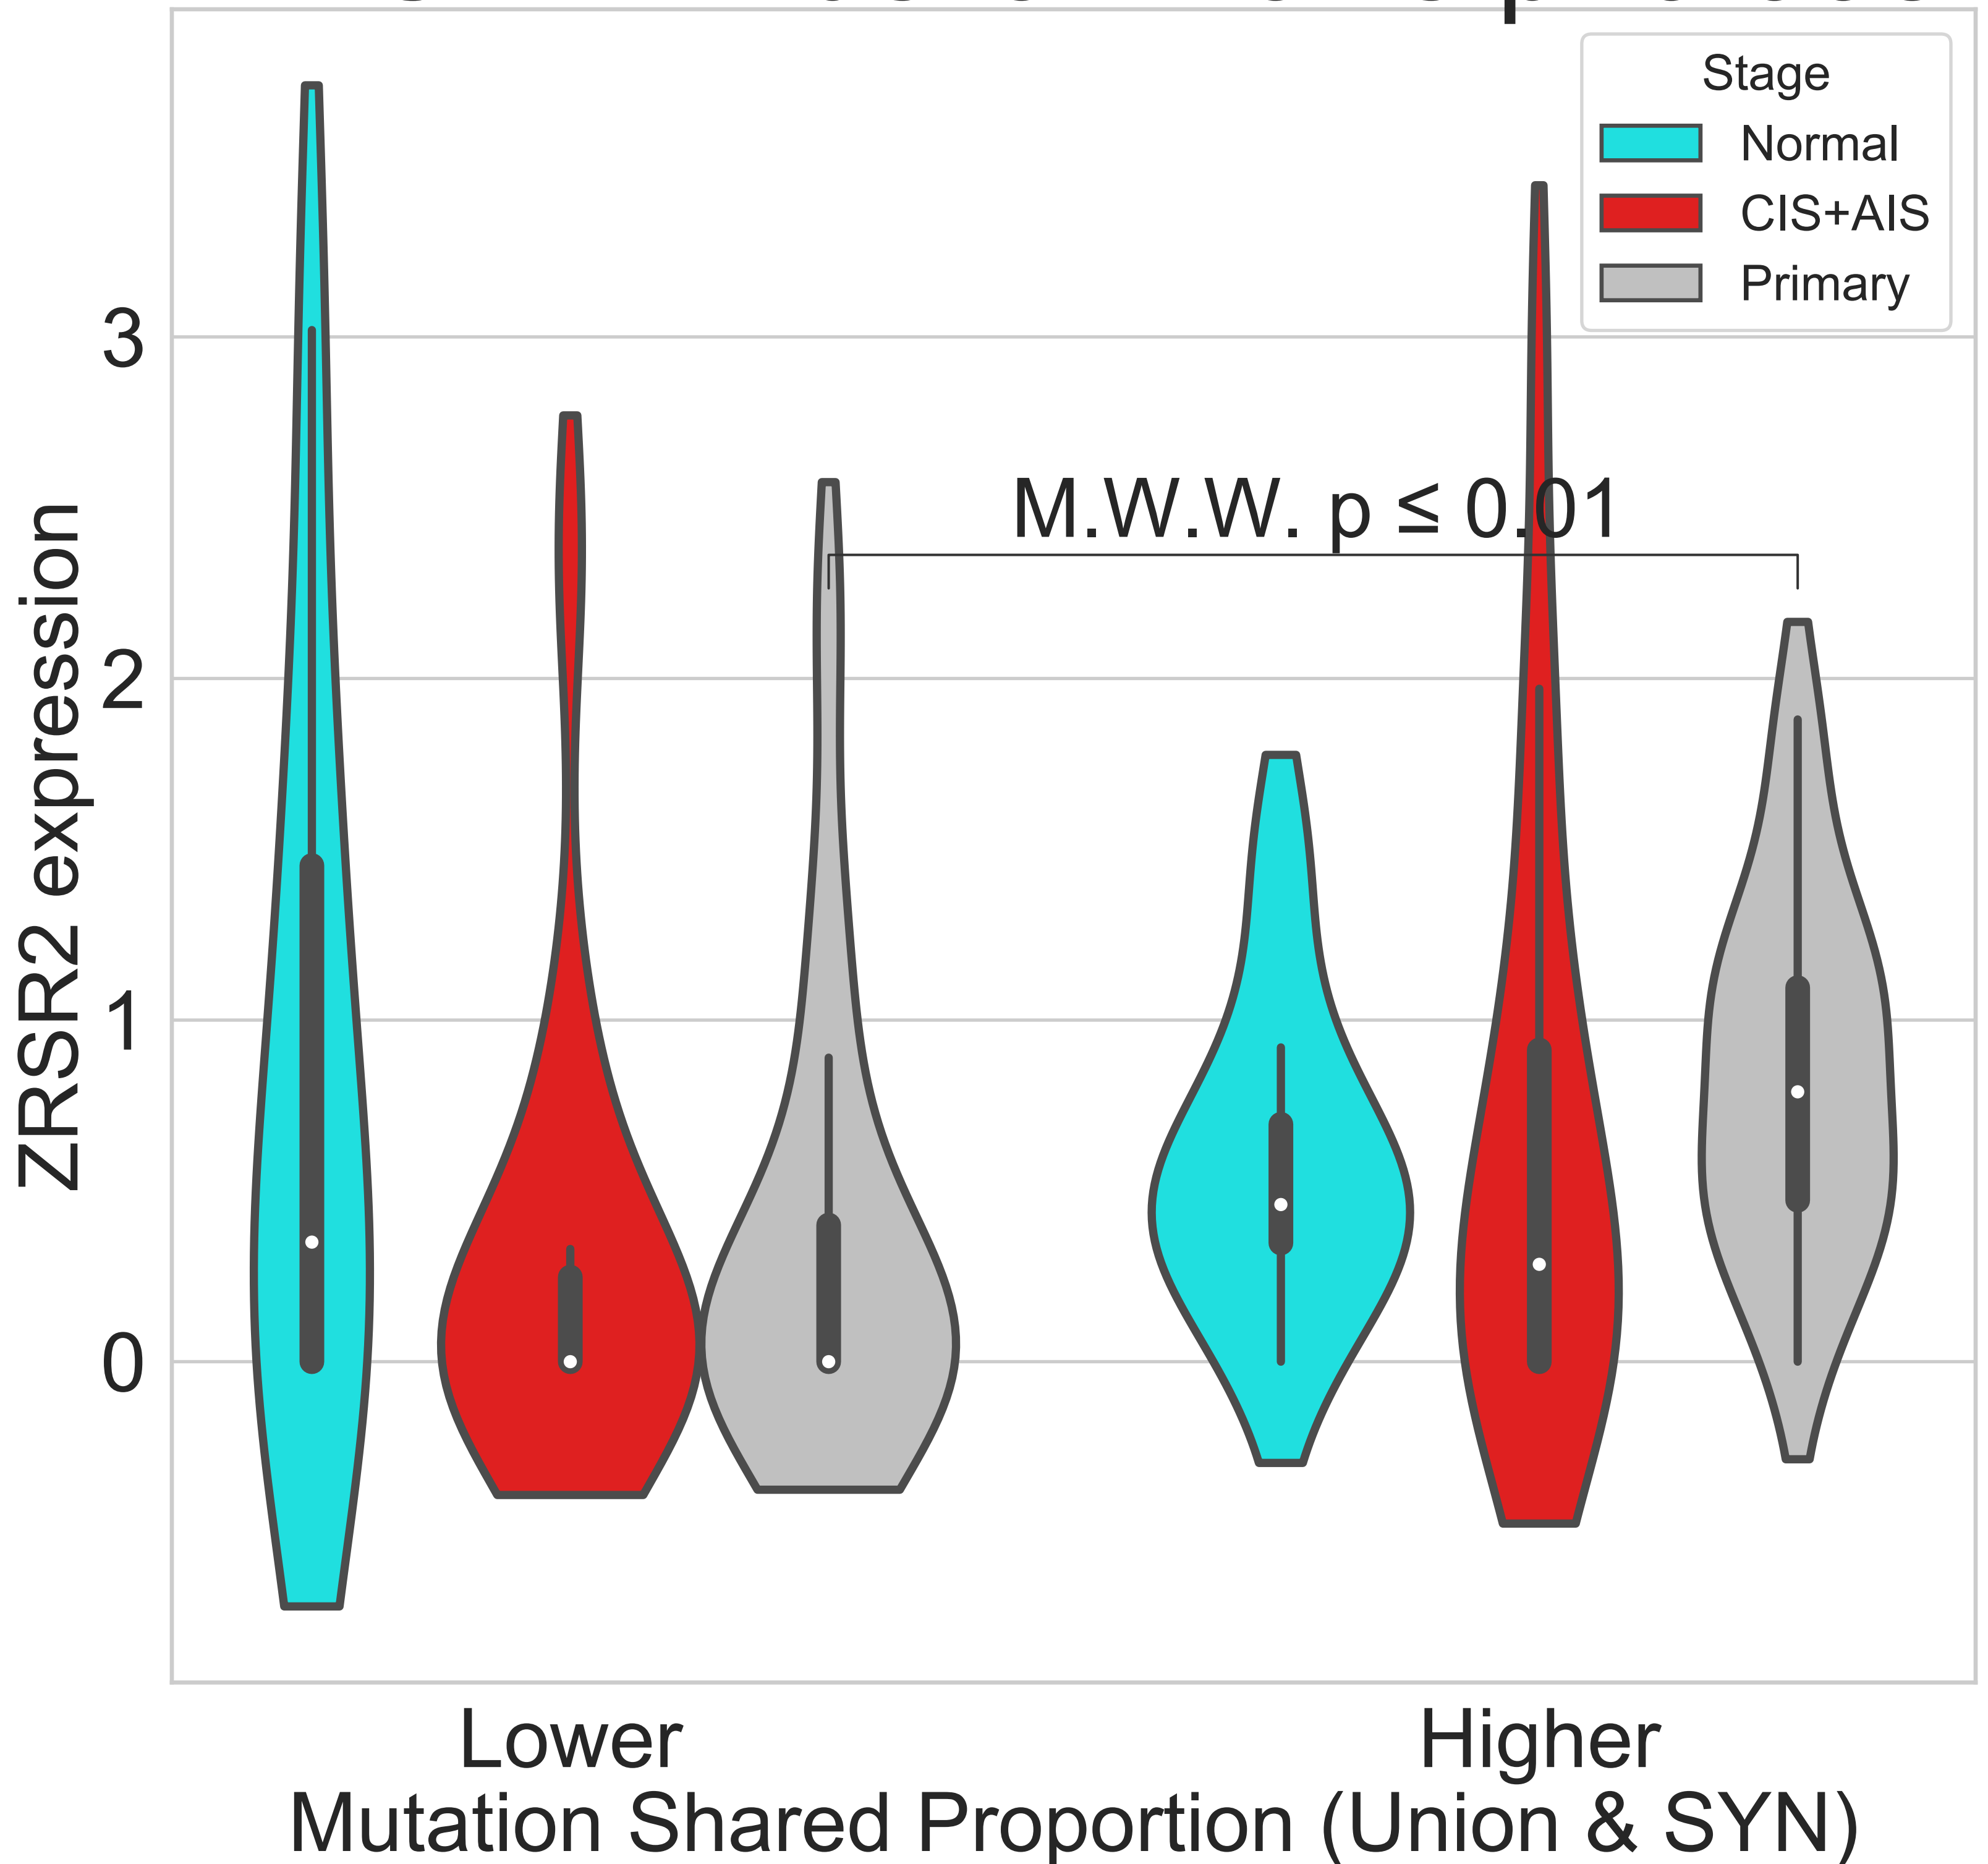 Stage
Normal
CIS+AIS
Primary
3
2
1
0
ZRSR2 expression
M.W.W. p ≤ 0.01
Lower
Higher
Mutation Shared Proportion (Union & SYN)